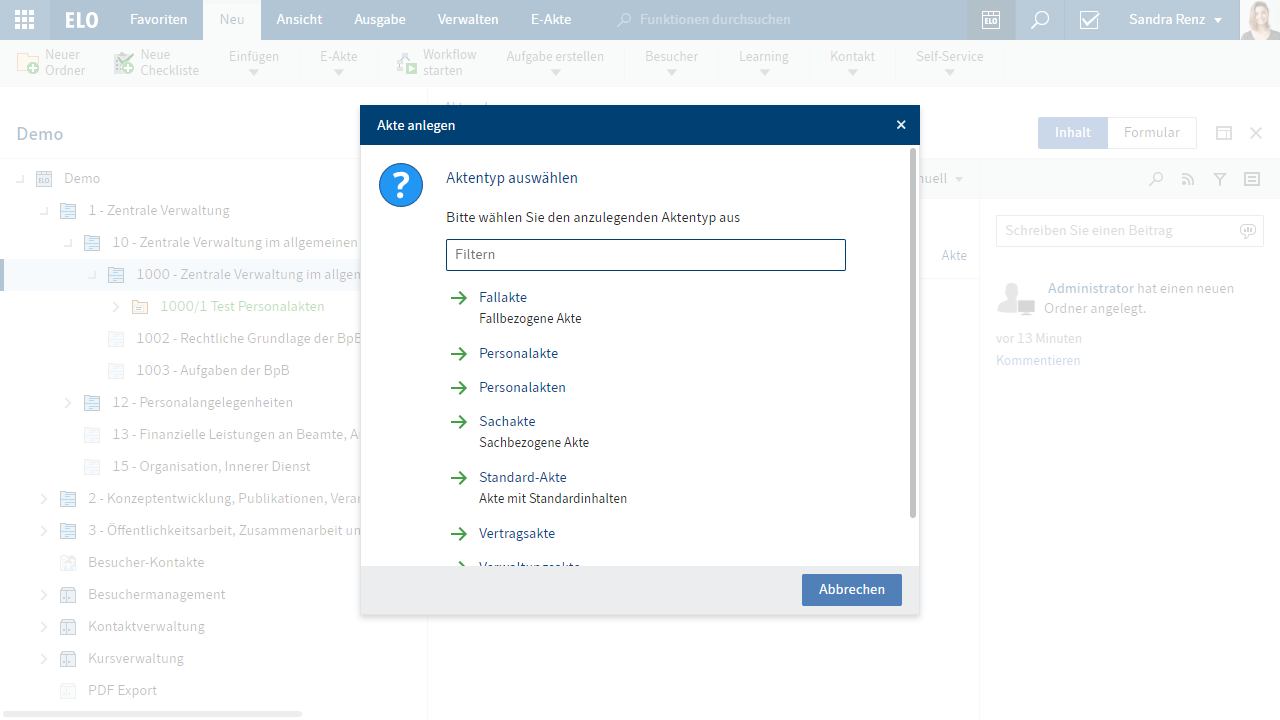 ELO
Favoriten
Neu
Ansicht
Ausgabe
Verwalten
E-Akte
Funktionen durchsuchen
ELO
Sandra Renz
Neuer
Ordner
Neue
Checkliste
Einfügen
E-Akte
Workflow
starten
Aufgabe erstellen
Besucher
Learning
Kontakt
Self-Service
Demo
Inhalt
Formular
Demo
1 - Zentrale Verwaltung
10 - Zentrale Verwaltung im allgemeinen
1000 - Zentrale Verwaltung im allgem
1000/1 Test Personalakten
1002 - Rechtliche Grundlage der BpB
1003 - Aufgaben der BpB
12 - Personalangelegenheiten
13 - Finanzielle Leistungen an Beamte,
15 - Organisation, Innerer Dienst
2 - Konzeptentwicklung, Publikationen, Veran
3 - Öffentlichkeitsarbeit, Zusammenarbeit un
Besucher-Kontakte
Besuchermanagement
Kontaktverwaltung
Kursverwaltung
PDF Export
Akte anlegen
Aktentyp auswählen
Bitte wählen Sie den anzulegenden Aktentyp aus
Filtern
Fallakte
Fallbezogene Akte
Personalakte
Personalakten
Sachakte
Sachbezogene Akte
Standard-Akte
Akte mit Standardinhalten
Vertragsakte
Verwaltungsakte
Abbrechen
nuell
Akte
Schreiben Sie einen Beitrag
Administrator hat einen neuen
Ordner angelegt.
vor 13 Minuten
Kommentieren